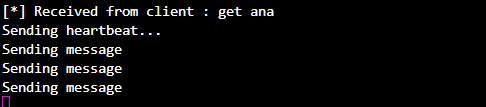 [*] Received from client : get ana
Sending heartbeat...
Sending message
Sending message
Sending message